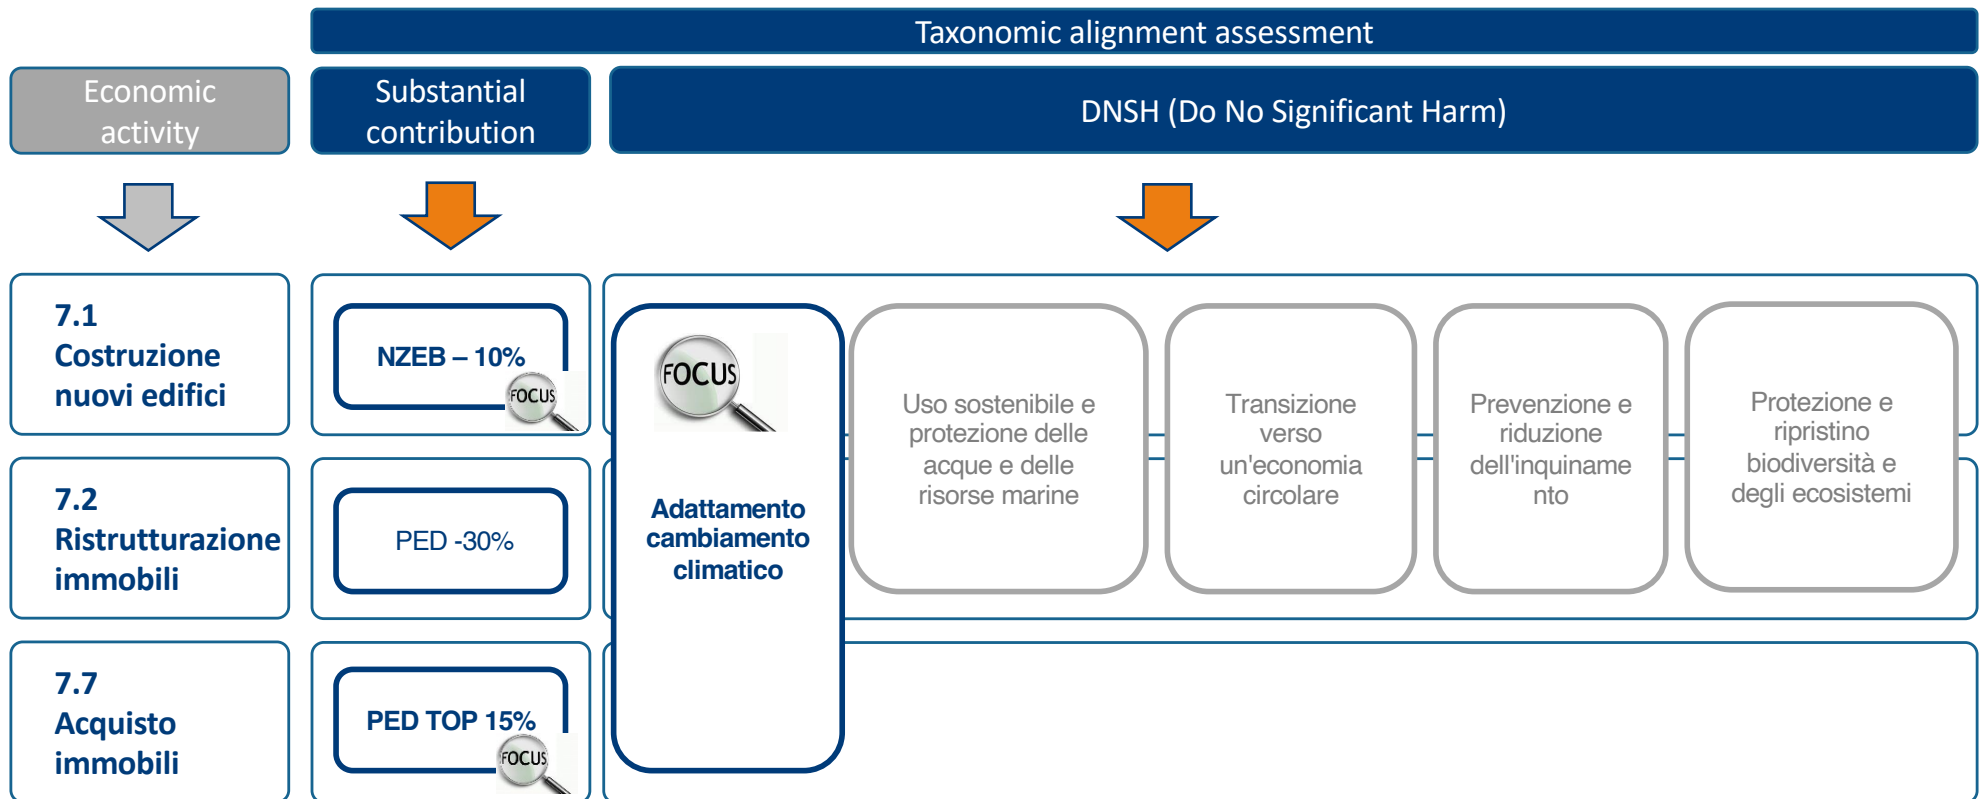 Taxonomic alignment assessment
Economic
activity
Substantial
contribution
DNSH (Do No Significant Harm)
7.1
Costruzione
nuovi edifici
NZEB – 10%
FOCUS
7.2
Ristrutturazione
immobili
PED -30%
7.7
Acquisto
immobili
PED TOP 15%
FOCUS
FOCUS
Adattamento
cambiamento
climatico
Uso sostenibile e
protezione delle
acque e delle
risorse marine
Transizione
verso
un'economia
circolare
Prevenzione e
riduzione
dell'inquiname
nto
Protezione e
ripristino
biodiversità e
degli ecosistemi